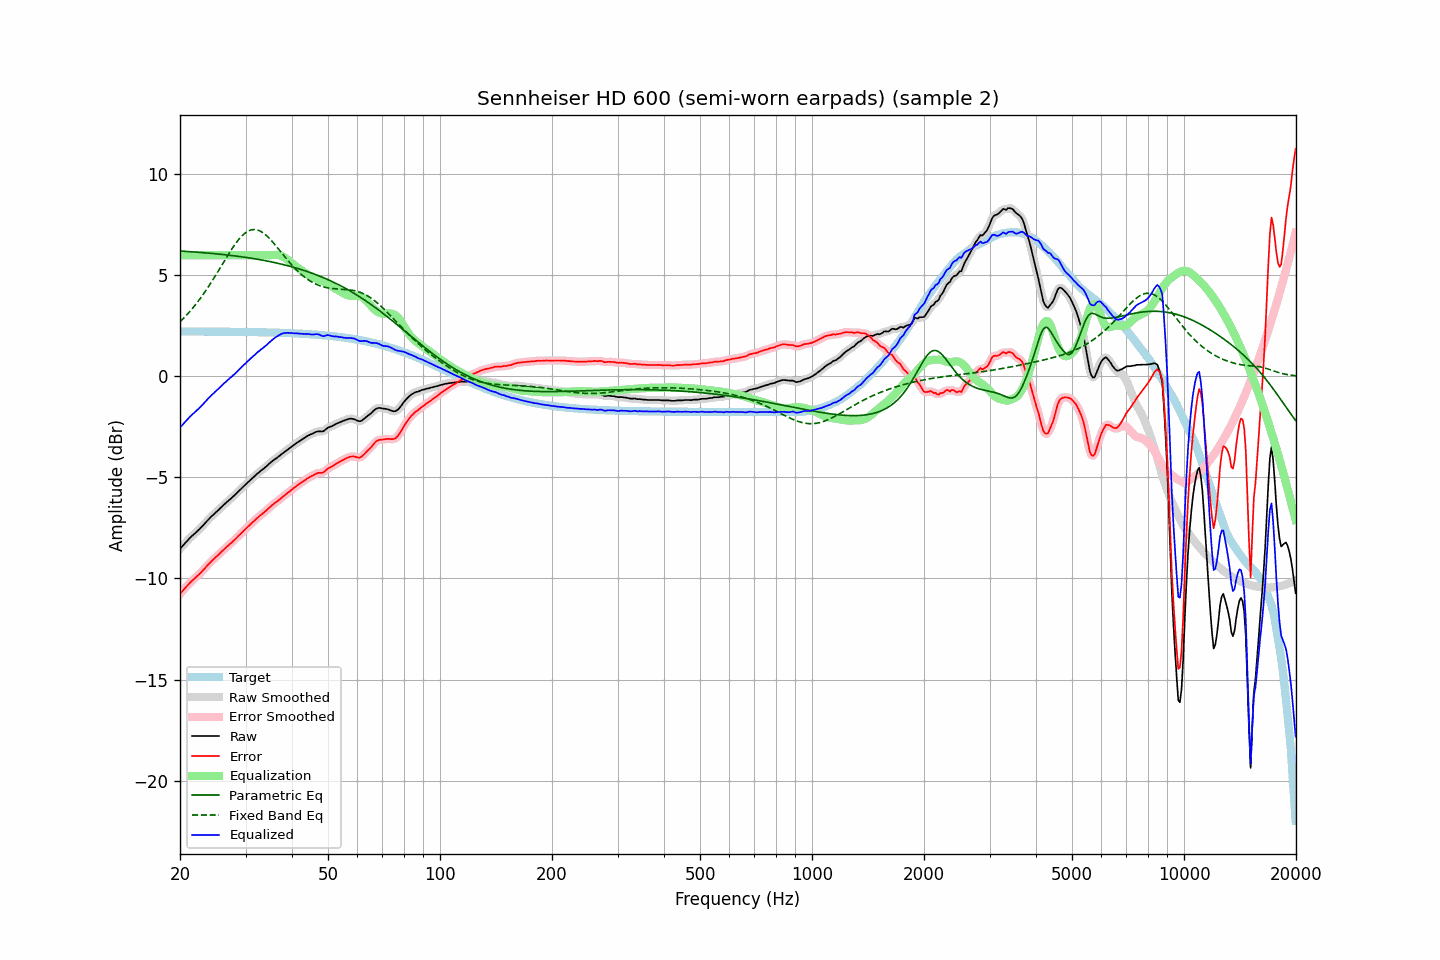 Sennheiser HD 600 (semi-worn earpads) (sample 2)
10
5
0
−5
−10
−15
−20
Amplitude (dBr)
Target
Raw Smoothed
Error Smoothed
Raw
Error
Equalization
Parametric Eq
Fixed Band Eq
Equalized
20 50 100 200 500 1000 2000 5000 10000 20000
Frequency (Hz)